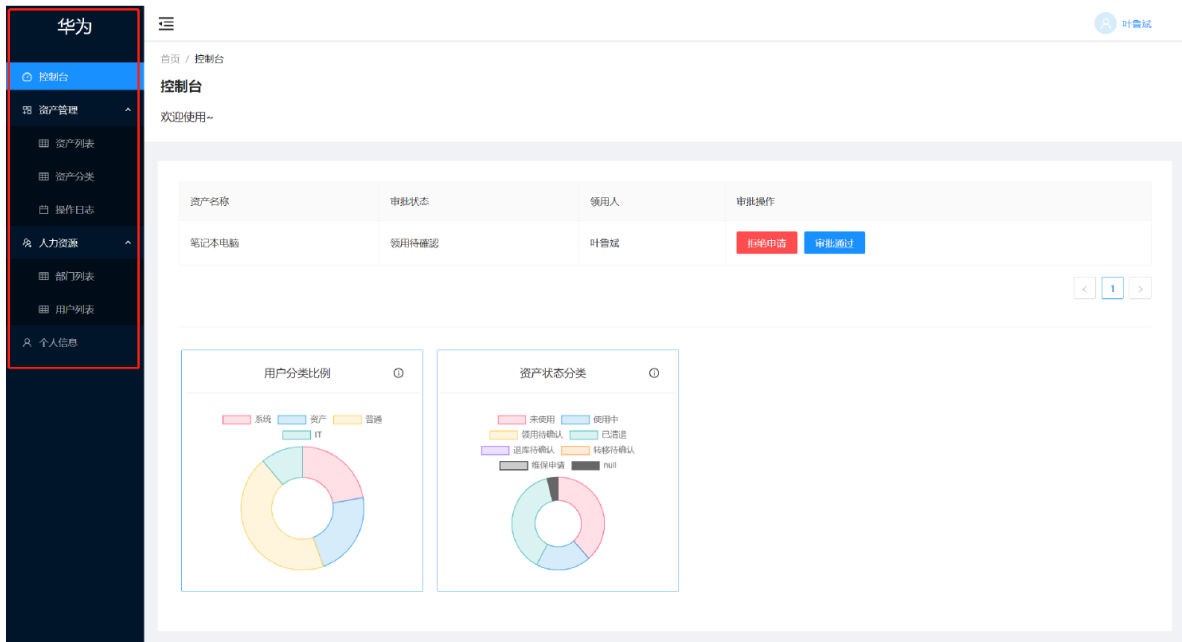 华为
控制台
资产管理
资产列表
资产分类
操作日志
人力资源
部门列表
用户列表
个人信息
叶鲁斌
首页 / 控制台
控制台
欢迎使用~
资产名称 审批状态 领用人 审批操作
笔记本电脑 领用待确认 叶鲁斌 拒绝申请 审批通过
< 1 >
用户分类比例
系统 资产 普通
IT
资产状态分类
未使用 使用中
领用待确认 已清退
退库待确认 转移待确认
维保申请 null